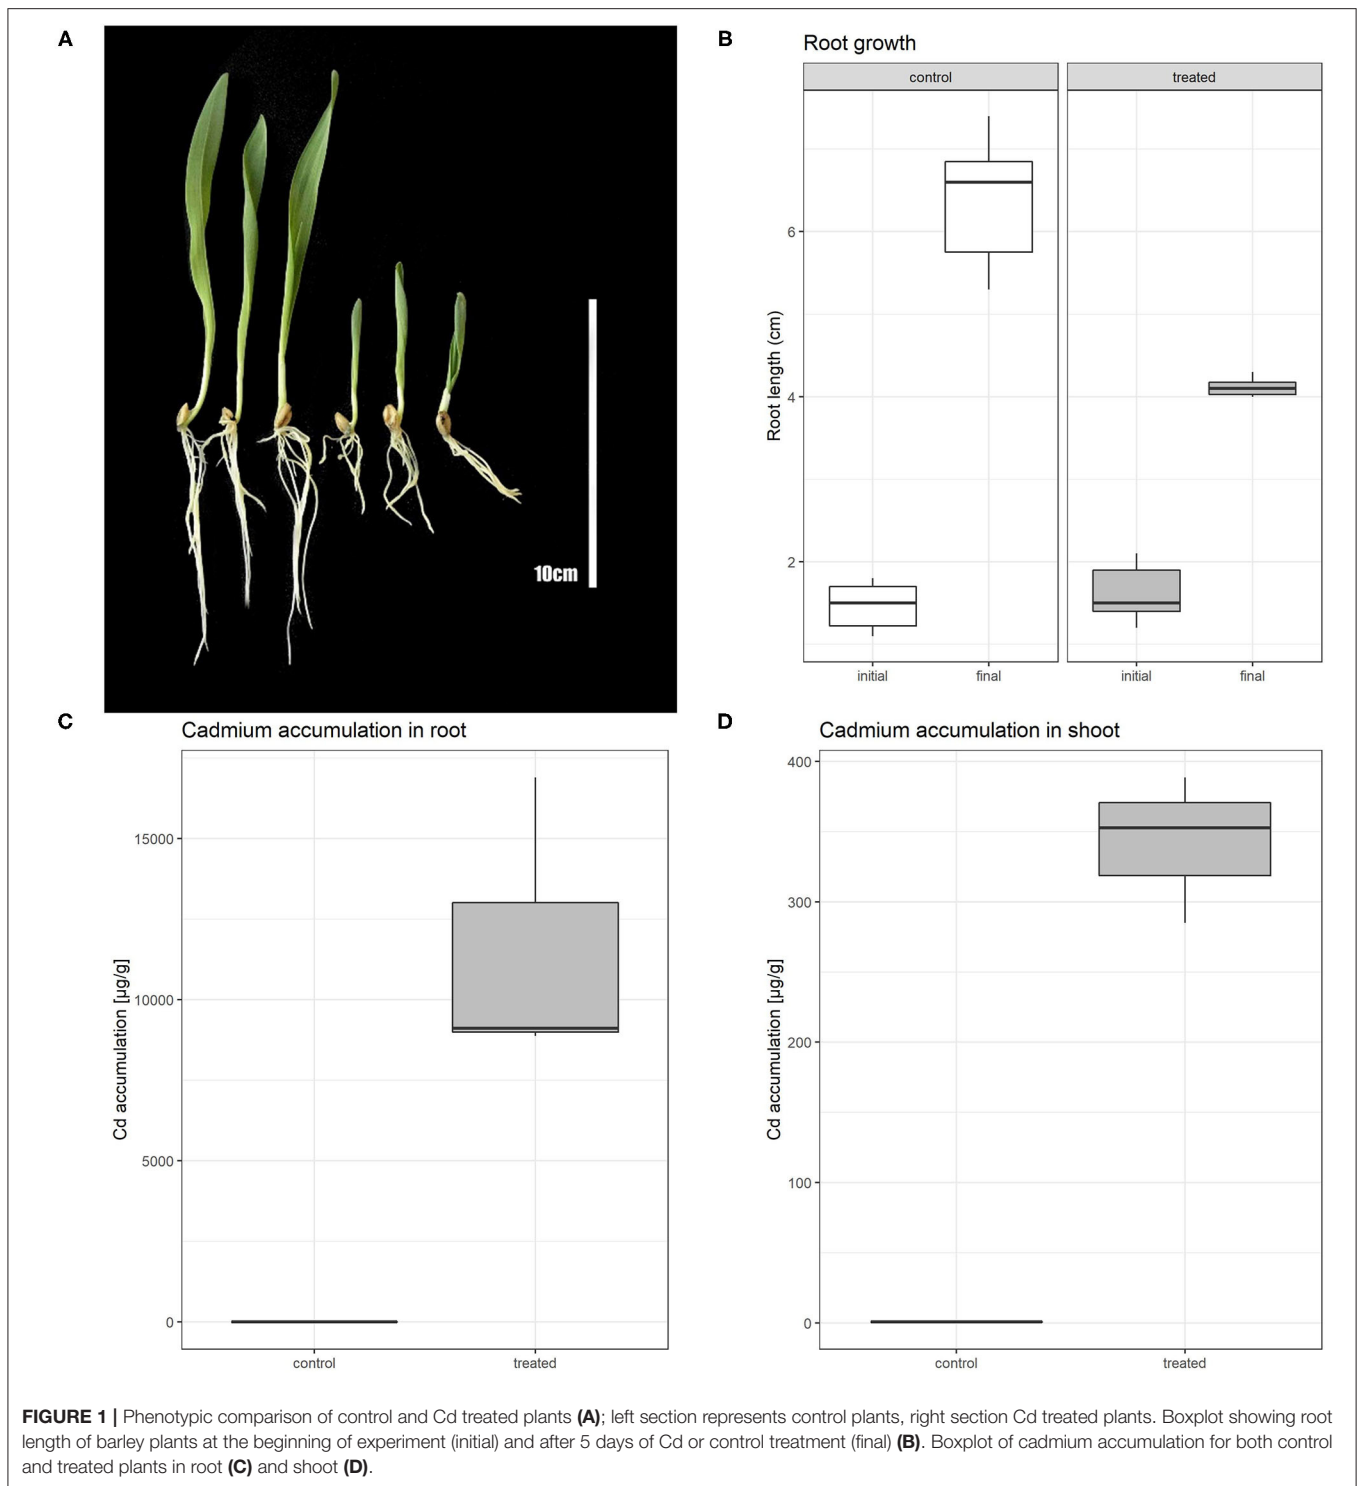 A
10cm
B
Root growth
control
treated
Root length (cm)
6
4
2
initial
final
initial
final
C
Cadmium accumulation in root
Cd accumulation [µg/g]
15000
10000
5000
0
control
treated
D
Cadmium accumulation in shoot
Cd accumulation [µg/g]
400
300
200
100
0
control
treated
FIGURE 1 | Phenotypic comparison of control and Cd treated plants (A); left section represents control plants, right section Cd treated plants. Boxplot showing root
length of barley plants at the beginning of experiment (initial) and after 5 days of Cd or control treatment (final) (B). Boxplot of cadmium accumulation for both control
and treated plants in root (C) and shoot (D).